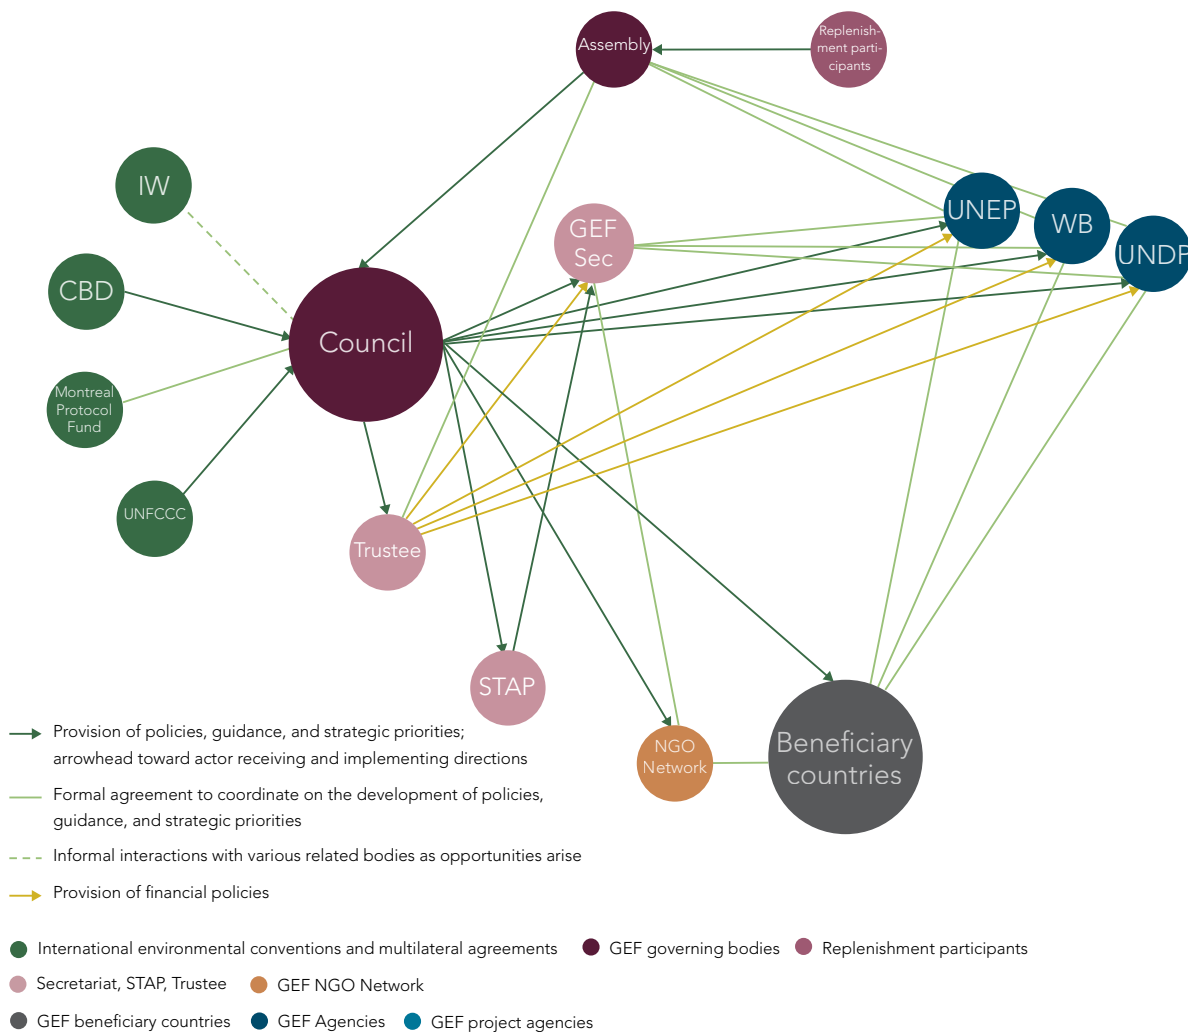 Assembly
Replenish-
ment parti-
cipants
IW
UNEP
WB
UNDP
GEF
Sec
CBD
Council
Montreal
Protocol
Fund
UNFCCC
Trustee
STAP
NGO
Network
Beneficiary
countries
Provision of policies, guidance, and strategic priorities;
arrowhead toward actor receiving and implementing directions
Formal agreement to coordinate on the development of policies,
guidance, and strategic priorities
Informal interactions with various related bodies as opportunities arise
Provision of financial policies
International environmental conventions and multilateral agreements GEF governing bodies Replenishment participants
Secretariat, STAP, Trustee GEF NGO Network
GEF beneficiary countries GEF Agencies GEF project agencies